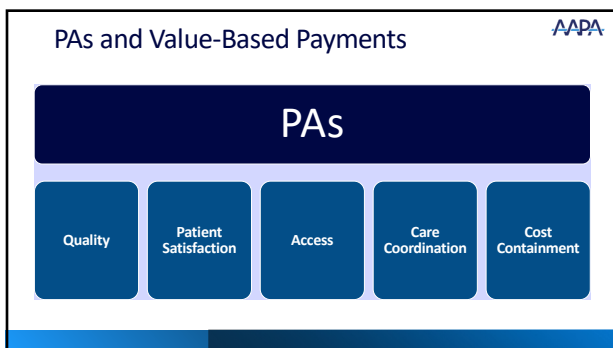 PAs and Value-Based Payments
AAPA
PAs
Quality
Patient
Satisfaction
Access
Care
Coordination
Cost
Containment